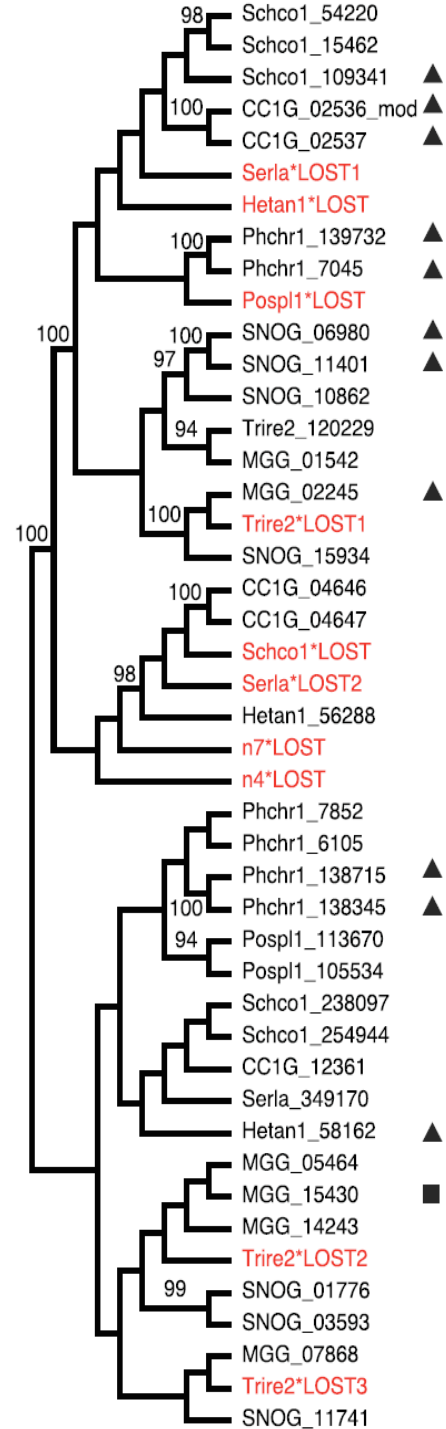 98
Schco1_54220
Schco1_15462
Schco1_109341
100
CC1G_02536_mod
CC1G_02537
Serla*LOST1
Hetan1*LOST
100
Phchr1_139732
Phchr1_7045
Pospl1*LOST
100
100
SNOG_06980
97
SNOG_11401
SNOG_10862
94
Trire2_120229
MGG_01542
MGG_02245
100
Trire2*LOST1
100
SNOG_15934
100
CC1G_04646
CC1G_04647
Schco1*LOST
98
Serla*LOST2
Hetan1_56288
n7*LOST
n4*LOST
Phchr1_7852
Phchr1_6105
Phchr1_138715
100
Phchr1_138345
94
Pospl1_113670
Pospl1_105534
Schco1_238097
Schco1_254944
CC1G_12361
Serla_349170
Hetan1_58162
MGG_05464
MGG_15430
MGG_14243
Trire2*LOST2
99
SNOG_01776
SNOG_03593
MGG_07868
Trire2*LOST3
SNOG_11741